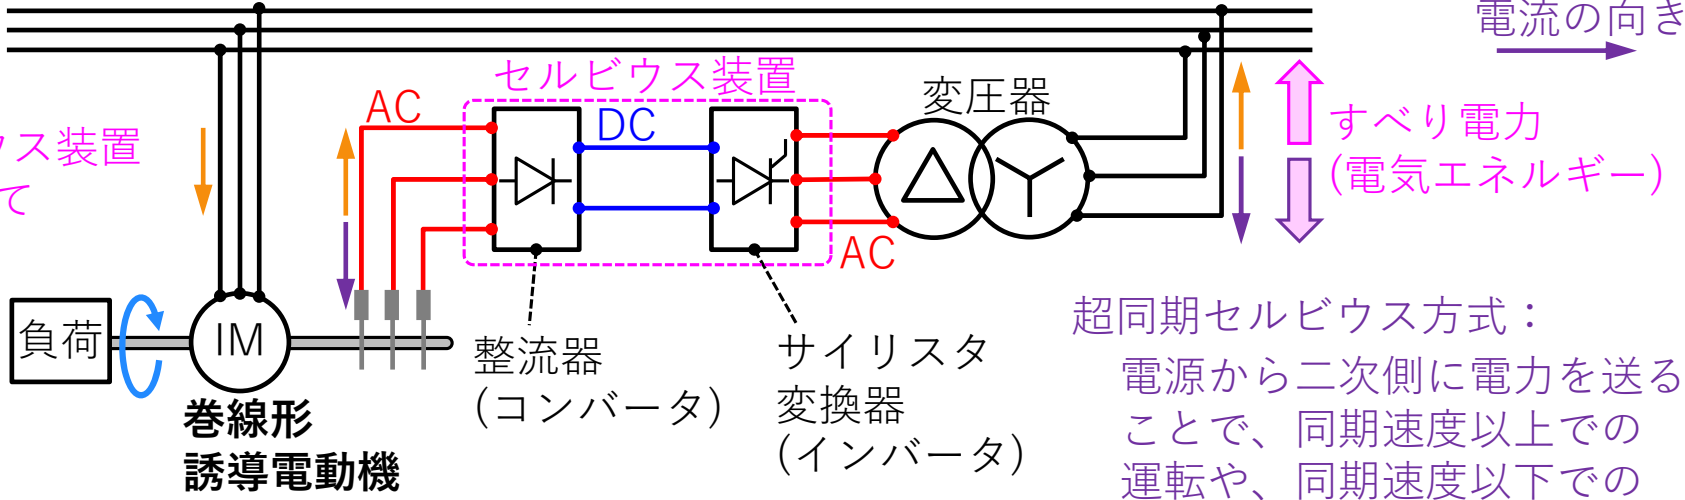 電流の向き
セルビウス装置
変圧器
AC
DC
すべり電力
(電気エネルギー)
ス装置
て
AC
負荷
IM
整流器
(コンバータ)
サイリスタ
変換器
(インバータ)
巻線形
誘導電動機
超同期セルビウス方式：
電源から二次側に電力を送る
ことで、同期速度以上での
運転や、同期速度以下での